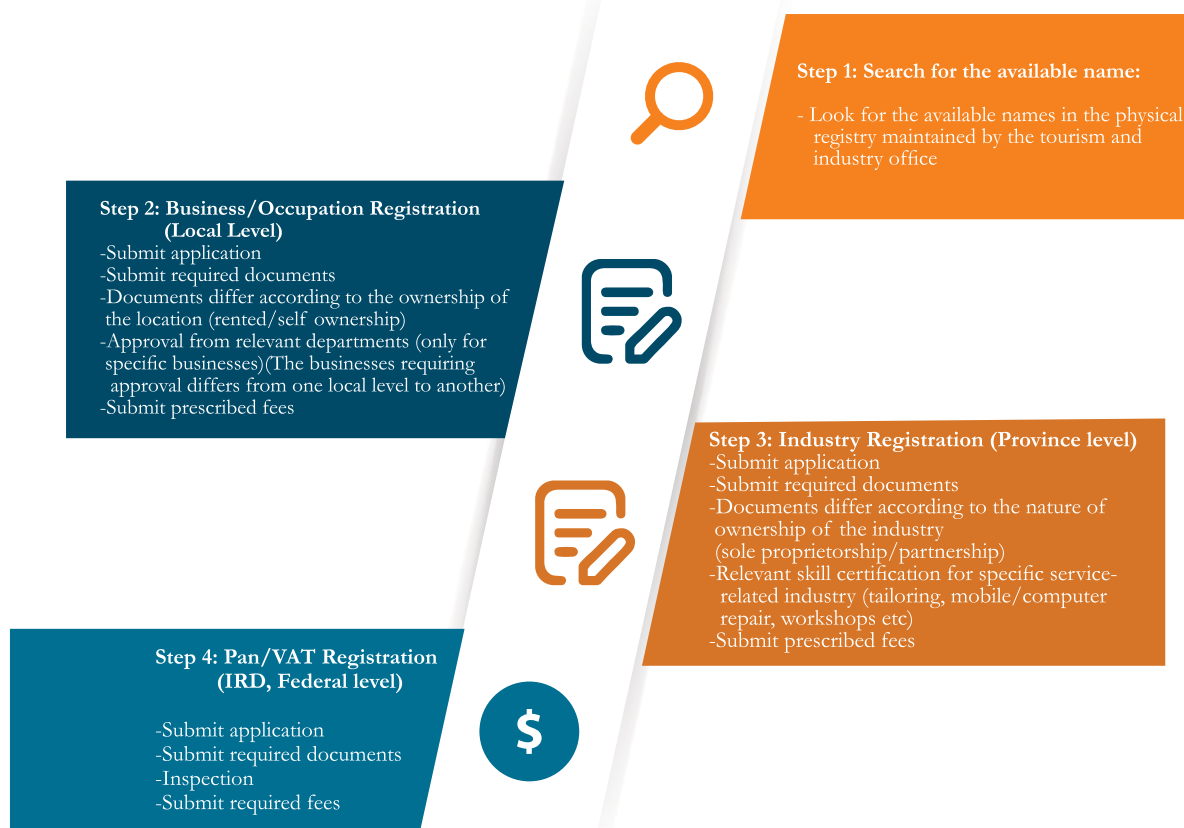 Step 1: Search for the available name:
- Look for the available names in the physical
registry maintained by the tourism and
industry office
Step 2: Business/Occupation Registration
(Local Level)
-Submit application
-Submit required documents
-Documents differ according to the ownership of
the location (rented/self ownership)
-Approval from relevant departments (only for
specific businesses)(The businesses requiring
approval differs from one local level to another)
-Submit prescribed fees
Step 3: Industry Registration (Province level)
-Submit application
-Submit required documents
-Documents differ according to the nature of
ownership of the industry
(sole proprietorship/partnership)
-Relevant skill certification for specific service-
related industry (tailoring, mobile/computer
repair, workshops etc)
-Submit prescribed fees
Step 4: Pan/VAT Registration
(IRD, Federal level)
-Submit application
-Submit required documents
-Inspection
-Submit required fees
$